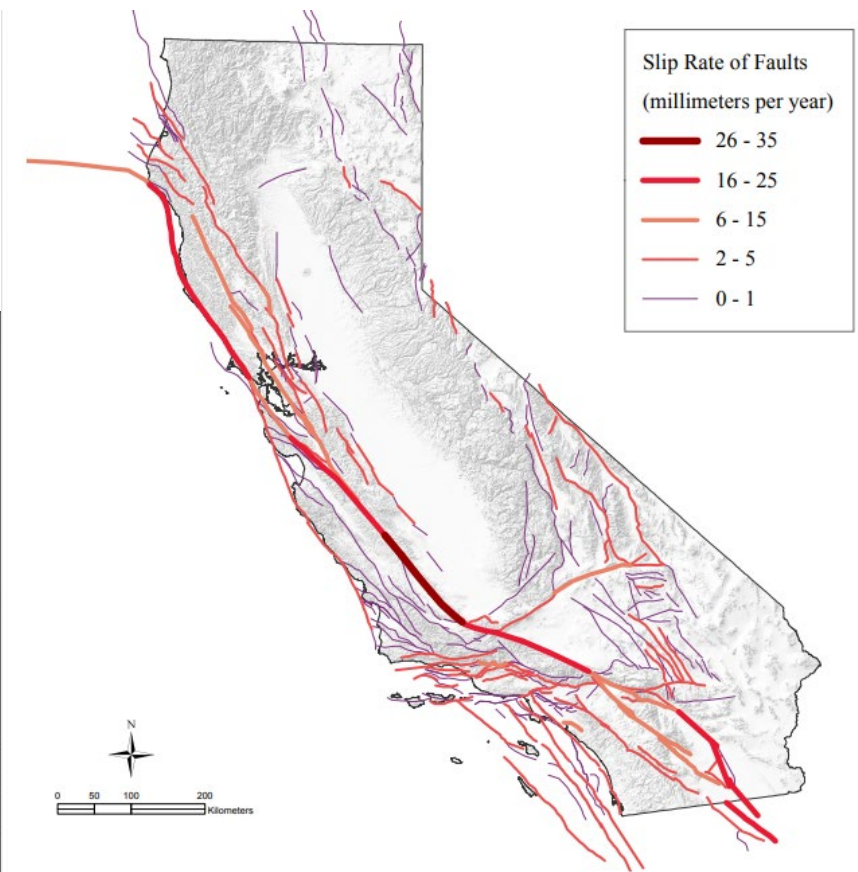 Slip Rate of Faults
(millimeters per year)
26 - 35
16 - 25
6 - 15
2 - 5
0 - 1
N
0 50 100 200
Kilometers